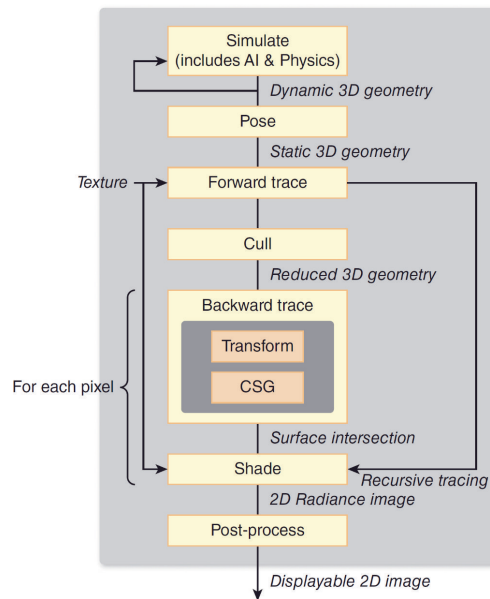 Simulate
(includes AI & Physics)
Dynamic 3D geometry
Pose
Static 3D geometry
Texture
Forward trace
Cull
Reduced 3D geometry
Backward trace
Transform
For each pixel
CSG
Surface intersection
Shade
Recursive tracing
2D Radiance image
Post-process
Displayable 2D image